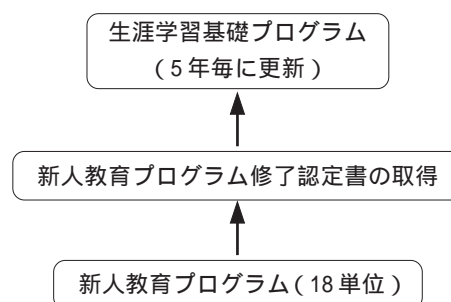 生涯学習基礎プログラム
（5年毎に更新）
新人教育プログラム修了認定書の取得
新人教育プログラム（18単位）